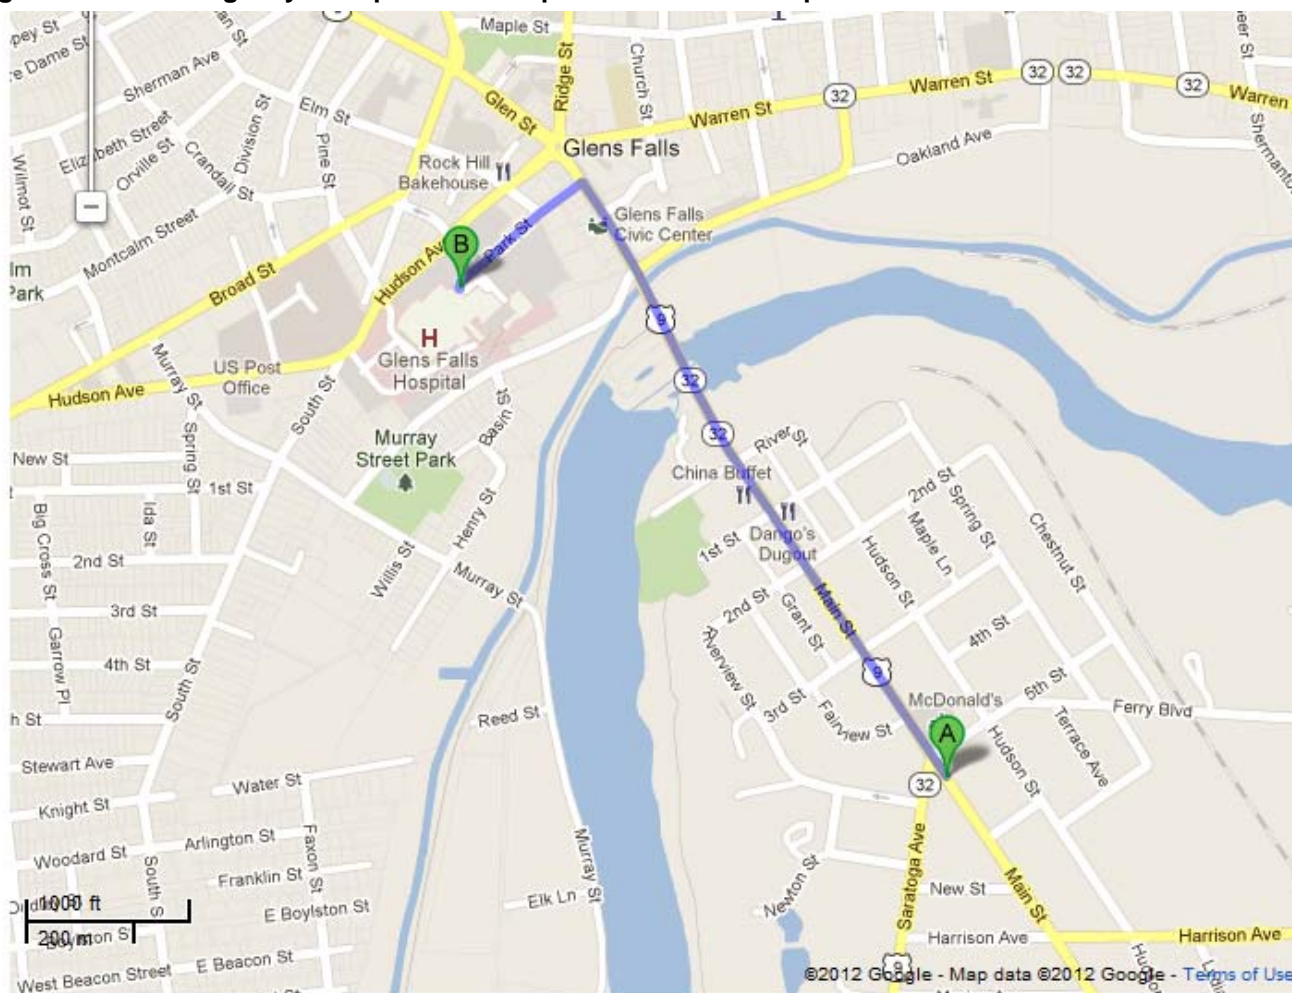 Maple St
Sherman Ave
Elizabeth Street
Orville St
Crandall St
Division St
Elm St
Pine St
Wilmot St
Montcalm Street
Glen St
Ridge St
Church St
Warren St
32
Warren St
32
32
32
Warren
Oakland Ave
Glens Falls
Rock Hill
Bakehouse
Glens Falls
Civic Center
Park St
B
Hudson Ave
Broad St
Park
H
Glens Falls
Hospital
US Post
Office
Hudson Ave
Murray St
South St
Basin St
Murray
Street Park
9
32
32
River St
China Buffet
Dango's
Dugout
New St
Spring St
1st St
Big Cross St
Ida St
2nd St
3rd St
Garrow Pl
4th St
South St
Willis St
Henry St
Murray St
1st St
2nd St
Grant St
Main St
Hudson St
Maple Ln
2nd St
Spring St
Chestnut St
4th St
5th St
Riverview St
3rd St
Fairview St
9
McDonald's
A
32
Ferry Blvd
Terrace Ave
Hudson St
Reed St
Stewart Ave
Knight St
Water St
Woodard St
Arlington St
Faxon St
Franklin St
E Boylston St
South S
1000 ft
200 m
West Beacon Street
E Beacon St
Elk Ln
Murray St
Newton St
Saratoga Ave
New St
Main St
Harrison Ave
Harrison Ave
9
©2012 Google - Map data ©2012 Google - Terms of Use